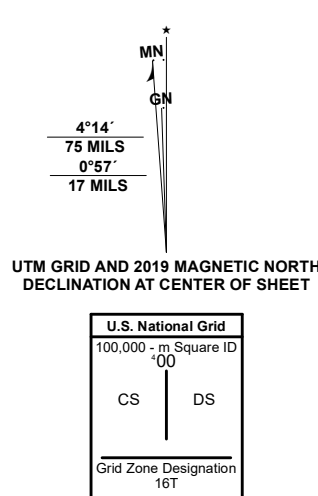 ★
MN
GN
4°14´
75 MILS
0°57´
17 MILS
UTM GRID AND 2019 MAGNETIC NORTH
DECLINATION AT CENTER OF SHEET
U.S. National Grid
100,000 - m Square ID
⁴00
CS DS
Grid Zone Designation
16T